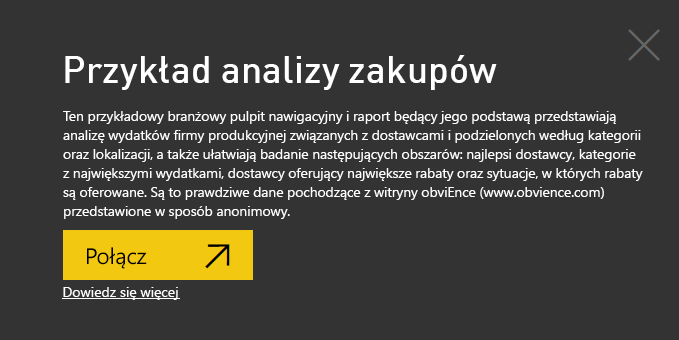 Przykład analizy zakupów
Ten przykładowy branżowy pulpit nawigacyjny i raport będący jego podstawą przedstawiają
analizę wydatków firmy produkcyjnej związanych z dostawcami i podzielonych według kategorii
oraz lokalizacji, a także ułatwiają badanie następujących obszarów: najlepsi dostawcy, kategorie
z największymi wydatkami, dostawcy oferujący największe rabaty oraz sytuacje, w których rabaty
są oferowane. Są to prawdziwe dane pochodzące z witryny obviEnce (www.obvience.com)
przedstawione w sposób anonimowy.
Połącz
Dowiedz się więcej